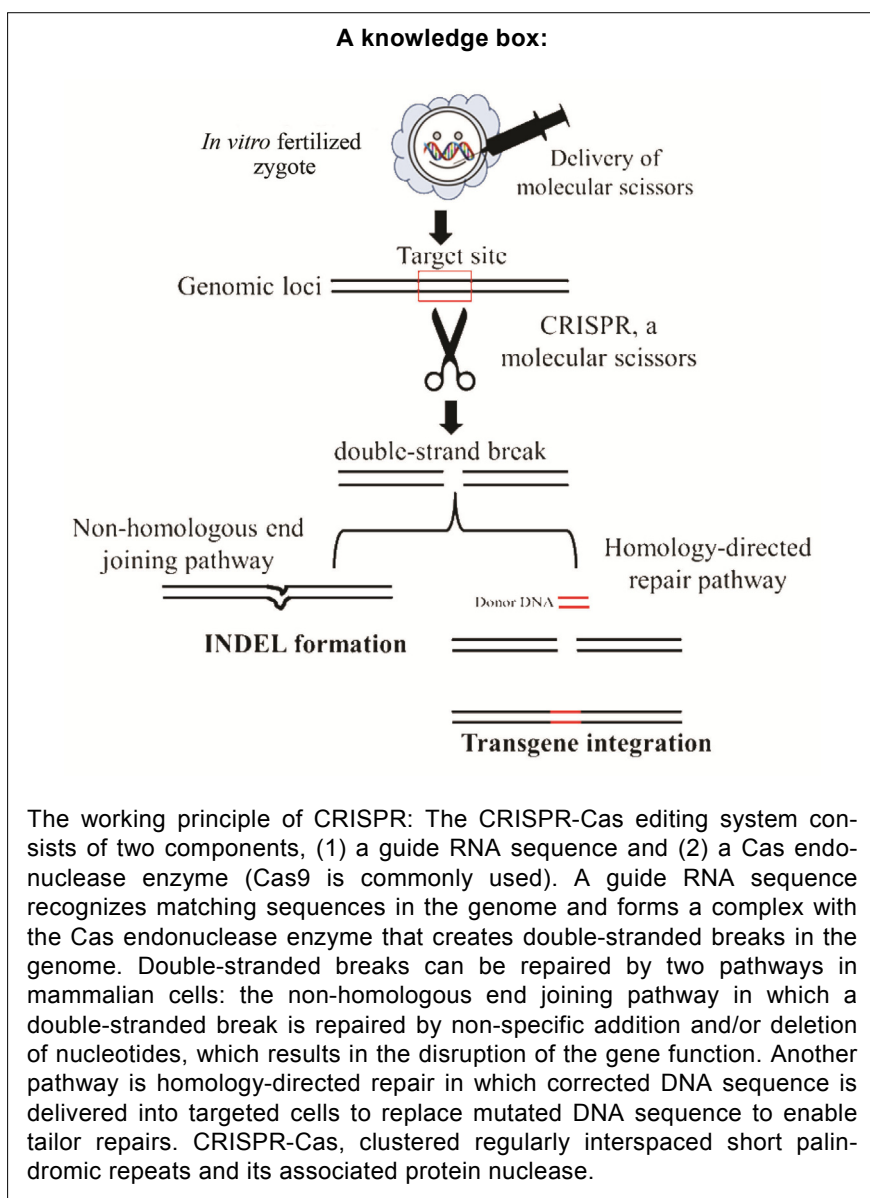 A knowledge box:
In vitro fertilized
zygote
Delivery of
molecular scissors
Target site
Genomic loci
CRISPR, a
molecular scissors
double-strand break
Non-homologous end
joining pathway
Homology-directed
repair pathway
Donor DNA
INDEL formation
Transgene integration
The working principle of CRISPR: The CRISPR-Cas editing system con-
sists of two components, (1) a guide RNA sequence and (2) a Cas endo-
nuclease enzyme (Cas9 is commonly used). A guide RNA sequence
recognizes matching sequences in the genome and forms a complex with
the Cas endonuclease enzyme that creates double-stranded breaks in the
genome. Double-stranded breaks can be repaired by two pathways in
mammalian cells: the non-homologous end joining pathway in which a
double-stranded break is repaired by non-specific addition and/or deletion
of nucleotides, which results in the disruption of the gene function. Another
pathway is homology-directed repair in which corrected DNA sequence is
delivered into targeted cells to replace mutated DNA sequence to enable
tailor repairs. CRISPR-Cas, clustered regularly interspaced short palin-
dromic repeats and its associated protein nuclease.